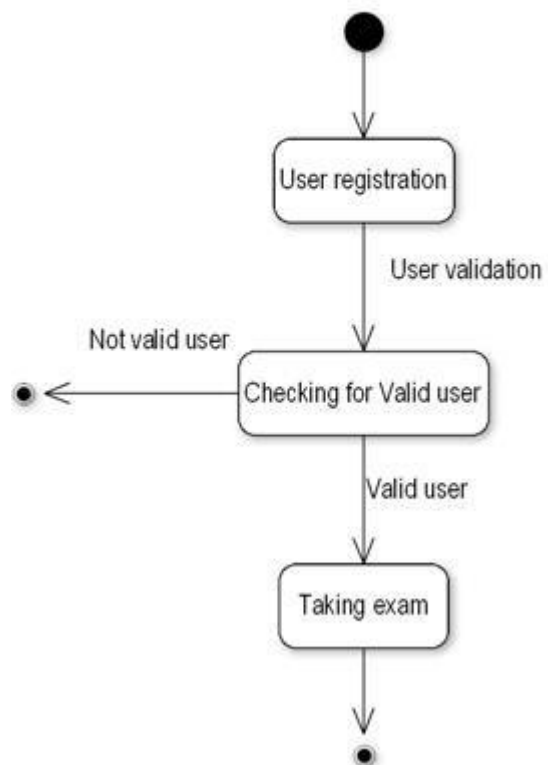 User registration
User validation
Not valid user
Checking for Valid user
Valid user
Taking exam